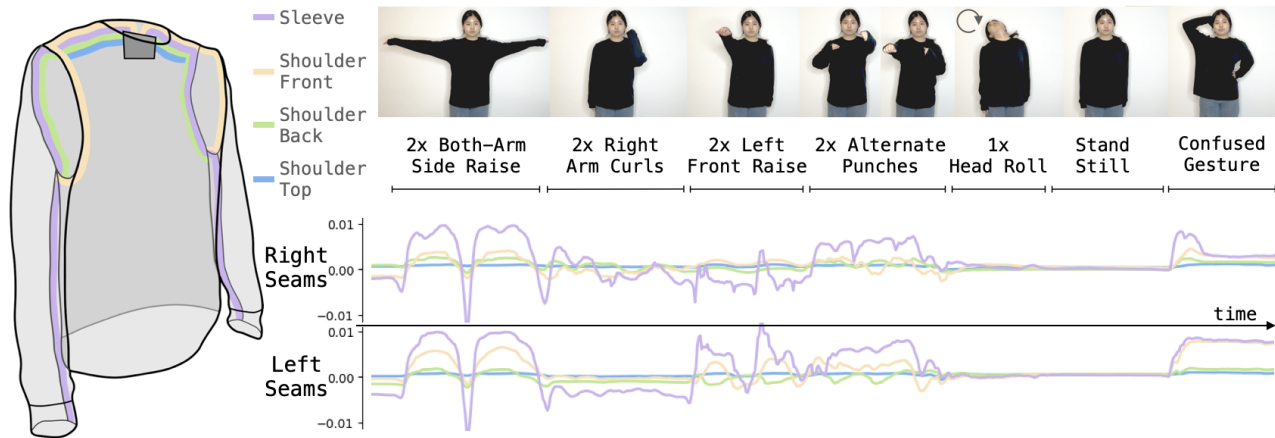 Sleeve
Shoulder
Front
Shoulder
Back
Shoulder
Top
2x Both-Arm
Side Raise
2x Right
Arm Curls
2x Left
Front Raise
2x Alternate
Punches
1x
Head Roll
Stand
Still
Confused
Gesture
Right
Seams
0.01
0.00
−0.01
time
Left
Seams
0.01
0.00
−0.01